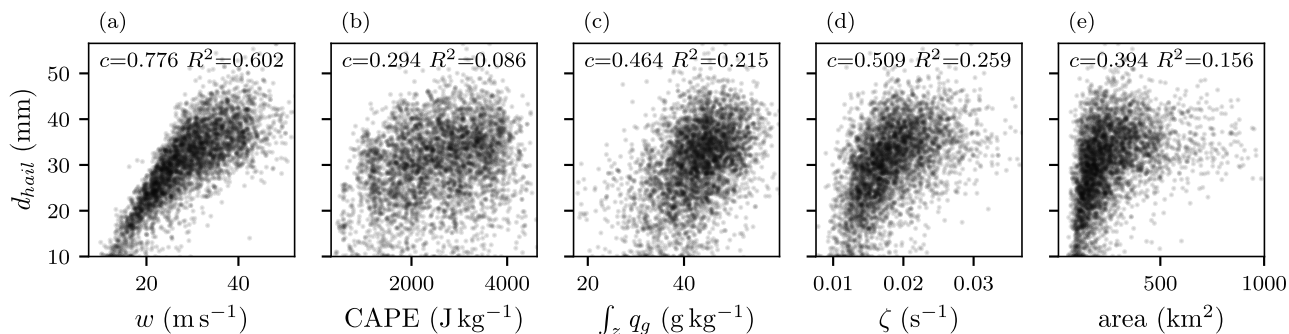 (a) (b) (c) (d) (e)
c=0.776 R²=0.602 c=0.294 R²=0.086 c=0.464 R²=0.215 c=0.509 R²=0.259 c=0.394 R²=0.156
50
40
30
20
10
d_hail (mm)
20 40 2000 4000 20 40 0.01 0.02 0.03 500 1000
w (m s⁻¹) CAPE (J kg⁻¹) ∫_z q_g (g kg⁻¹) ζ (s⁻¹) area (km²)